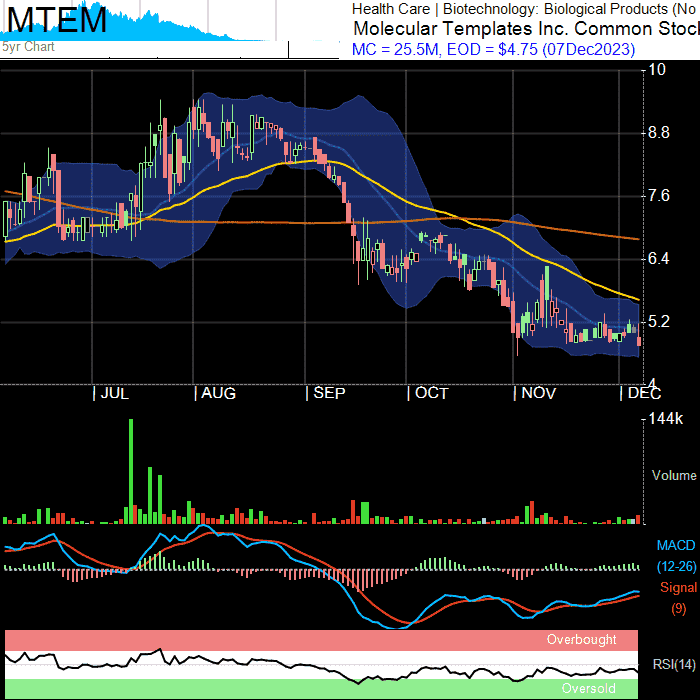 MTEM
Health Care | Biotechnology: Biological Products (No
Molecular Templates Inc. Common Stoc
5yr Chart
MC = 25.5M, EOD = $4.75 (07Dec2023)
10
8.8
7.6
6.4
5.2
4
JUL
AUG
SEP
OCT
NOV
DEC
144k
Volume
MACD
(12-26)
Signal
(9)
Overbought
RSI(14)
Oversold